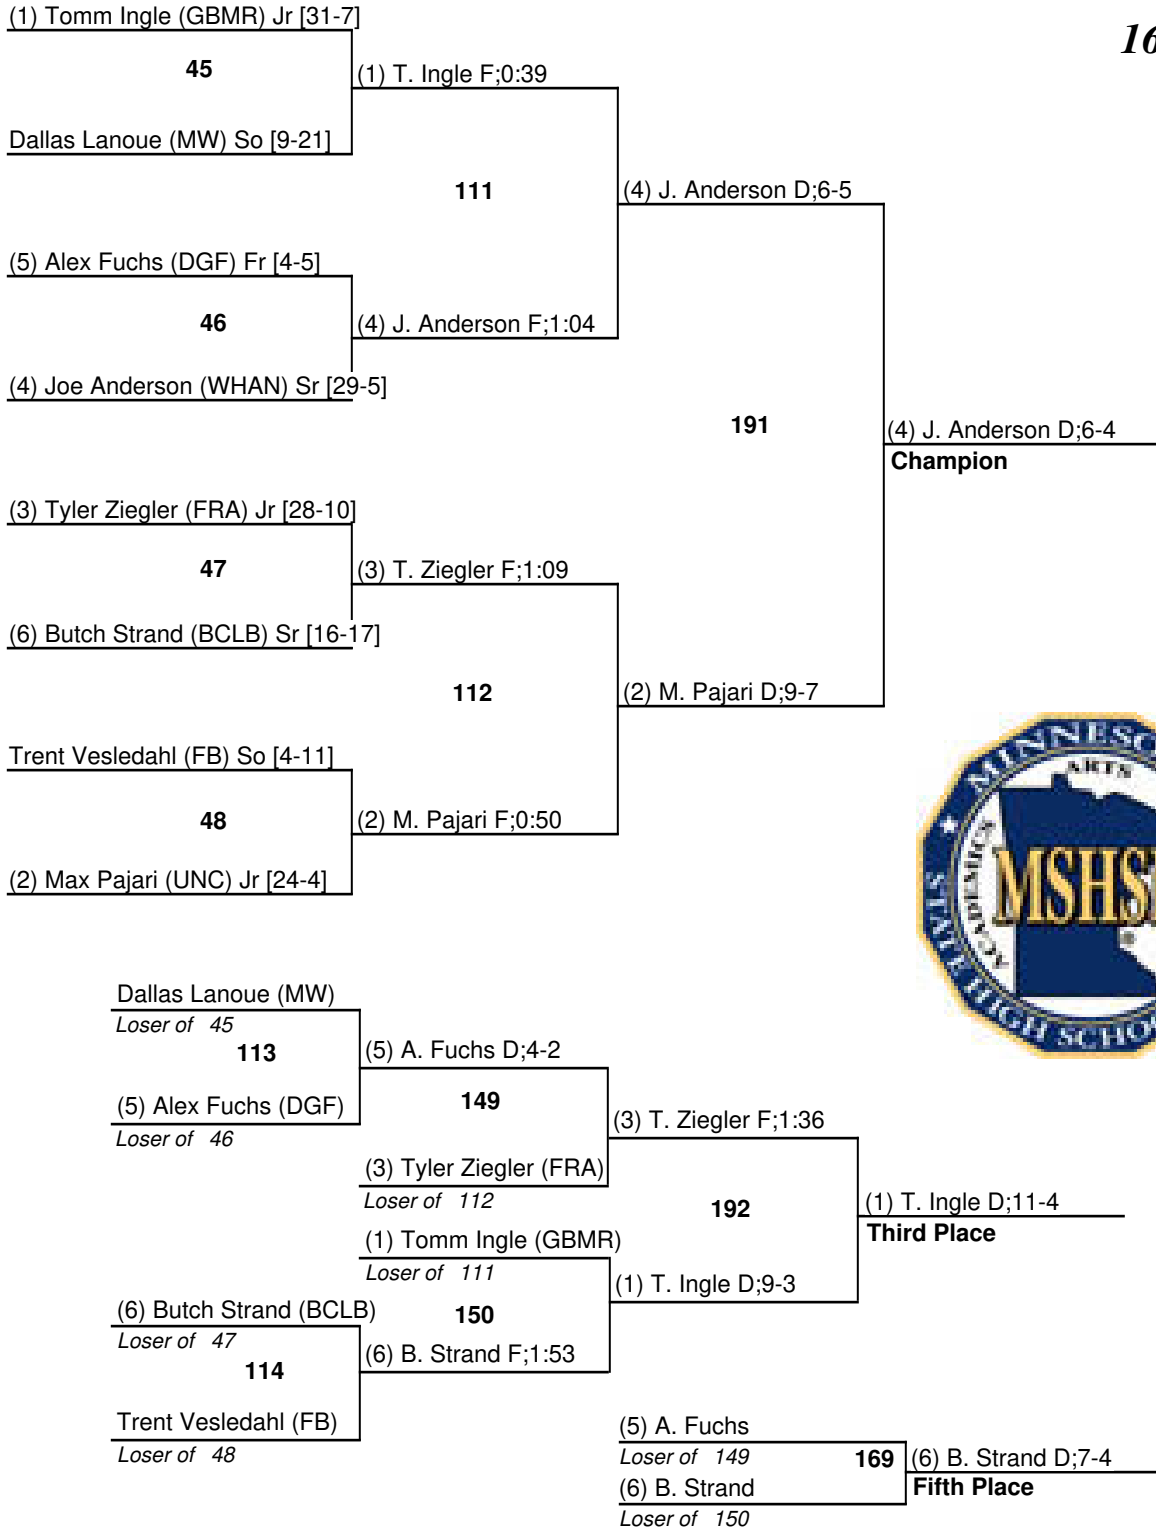 (1) Tomm Ingle (GBMR) Jr [31-7]
16
45
(1) T. Ingle F;0:39
Dallas Lanoue (MW) So [9-21]
111
(4) J. Anderson D;6-5
(5) Alex Fuchs (DGF) Fr [4-5]
46
(4) J. Anderson F;1:04
(4) Joe Anderson (WHAN) Sr [29-5]
191
(4) J. Anderson D;6-4
Champion
(3) Tyler Ziegler (FRA) Jr [28-10]
47
(3) T. Ziegler F;1:09
(6) Butch Strand (BCLB) Sr [16-17]
112
(2) M. Pajari D;9-7
Trent Vesledahl (FB) So [4-11]
48
(2) M. Pajari F;0:50
(2) Max Pajari (UNC) Jr [24-4]
MINNESO
ARTS
ACADEMICS
MSHS
®
STATE HIGH SCHO
Dallas Lanoue (MW)
Loser of 45
113
(5) A. Fuchs D;4-2
(5) Alex Fuchs (DGF)
Loser of 46
149
(3) T. Ziegler F;1:36
(3) Tyler Ziegler (FRA)
Loser of 112
192
(1) T. Ingle D;11-4
Third Place
(1) Tomm Ingle (GBMR)
Loser of 111
(1) T. Ingle D;9-3
(6) Butch Strand (BCLB)
Loser of 47
150
114
(6) B. Strand F;1:53
Trent Vesledahl (FB)
Loser of 48
(5) A. Fuchs
Loser of 149
169
(6) B. Strand D;7-4
Fifth Place
(6) B. Strand
Loser of 150